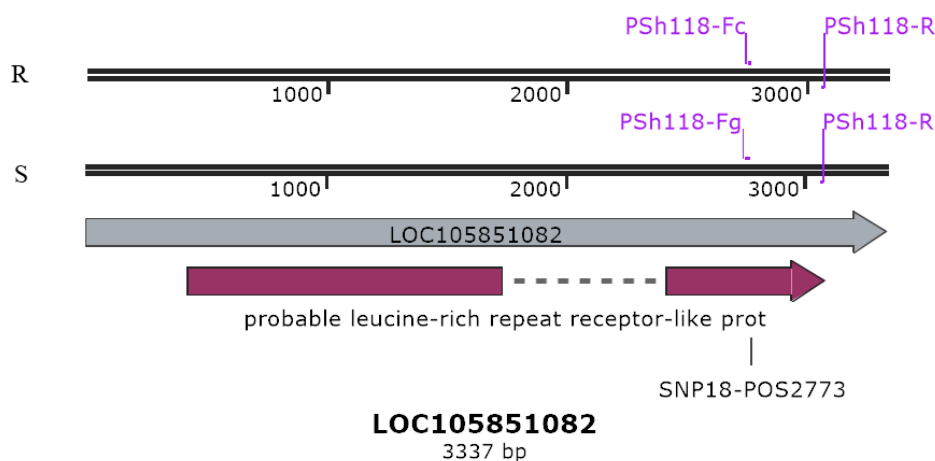 PSh118-Fc PSh118-R
R
1000 2000 3000
PSh118-Fg PSh118-R
S
1000 2000 3000
LOC105851082
probable leucine-rich repeat receptor-like prot
SNP18-POS2773
LOC105851082
3337 bp